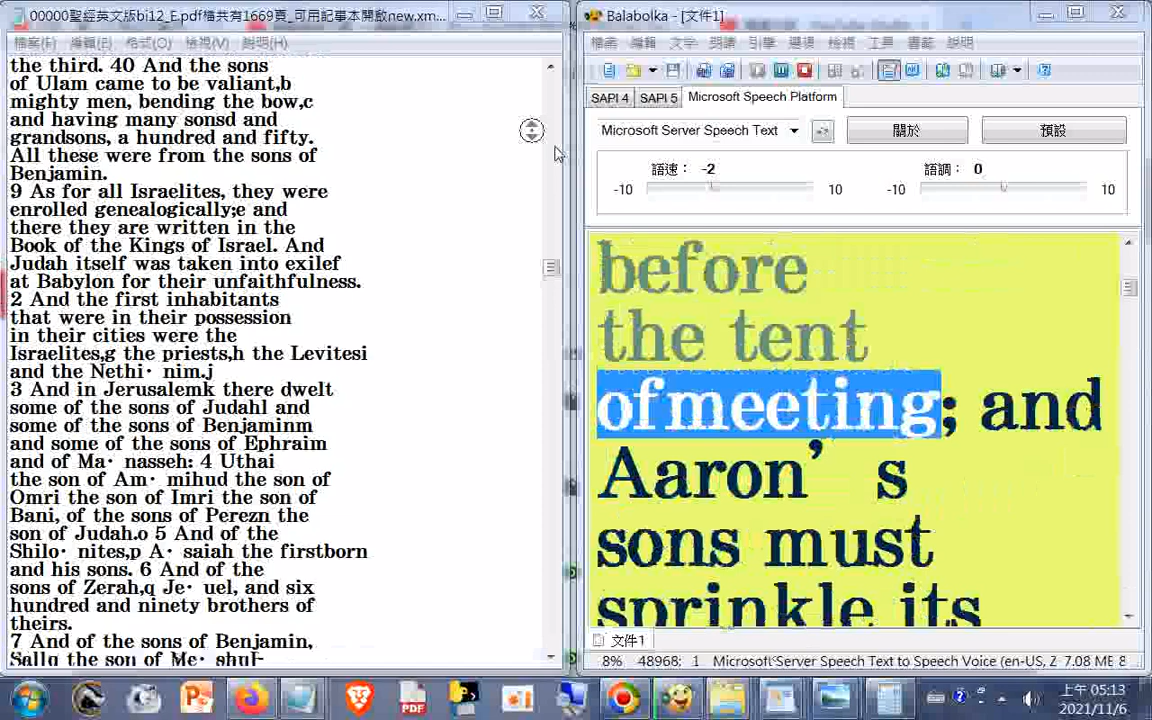 00000聖經英文版bi12_E.pdf檔共有1669頁_可用記事本開啟new.xm...
檔案(F) 編輯(E) 格式(O) 檢視(V) 說明(H)
the third. 40 And the sons
of Ulam came to be valiant,b
mighty men, bending the bow,c
and having many sonsd and
grandsons, a hundred and fifty.
All these were from the sons of
Benjamin.
9 As for all Israelites, they were
enrolled genealogically;e and
there they are written in the
Book of the Kings of Israel. And
Judah itself was taken into exilef
at Babylon for their unfaithfulness.
2 And the first inhabitants
that were in their possession
in their cities were the
Israelites,g the priests,h the Levitesi
and the Nethi· nim.j
3 And in Jerusalemk there dwelt
some of the sons of Judahl and
some of the sons of Benjaminm
and some of the sons of Ephraim
and of Ma· nasseh: 4 Uthai
the son of Am· mihud the son of
Omri the son of Imri the son of
Bani, of the sons of Perezn the
son of Judah.o 5 And of the
Shilo· nites,p A· saiah the firstborn
and his sons. 6 And of the
sons of Zerah,q Je· uel, and six
hundred and ninety brothers of
theirs.
7 And of the sons of Benjamin,
Sallu the son of Me· shul-
Balabolka - [文件1]
檔案 編輯 文字 朗讀 引擎 選項 檢視 工具 書籤 說明
SAPI 4 SAPI 5 Microsoft Speech Platform
Microsoft Server Speech Text 關於 預設
語速： -2 語調： 0
-10 10 -10 10
before
the tent
ofmeeting; and
Aaron’ s
sons must
sprinkle its
文件1
8% 48968: 1 Microsoft Server Speech Text to Speech Voice (en-US, Z 7.08 MB 8
上午 05:13
2021/11/6